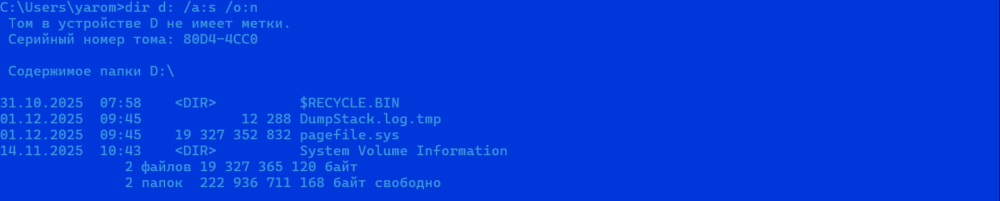 C:\Users\yarom>dir d: /a:s /o:n
Том в устройстве D не имеет метки.
Серийный номер тома: 80D4-4CC0
Содержимое папки D:\
31.10.2025  07:58    <DIR>          $RECYCLE.BIN
01.12.2025  09:45            12 288 DumpStack.log.tmp
01.12.2025  09:45    19 327 352 832 pagefile.sys
14.11.2025  10:43    <DIR>          System Volume Information
2 файлов 19 327 365 120 байт
2 папок  222 936 711 168 байт свободно